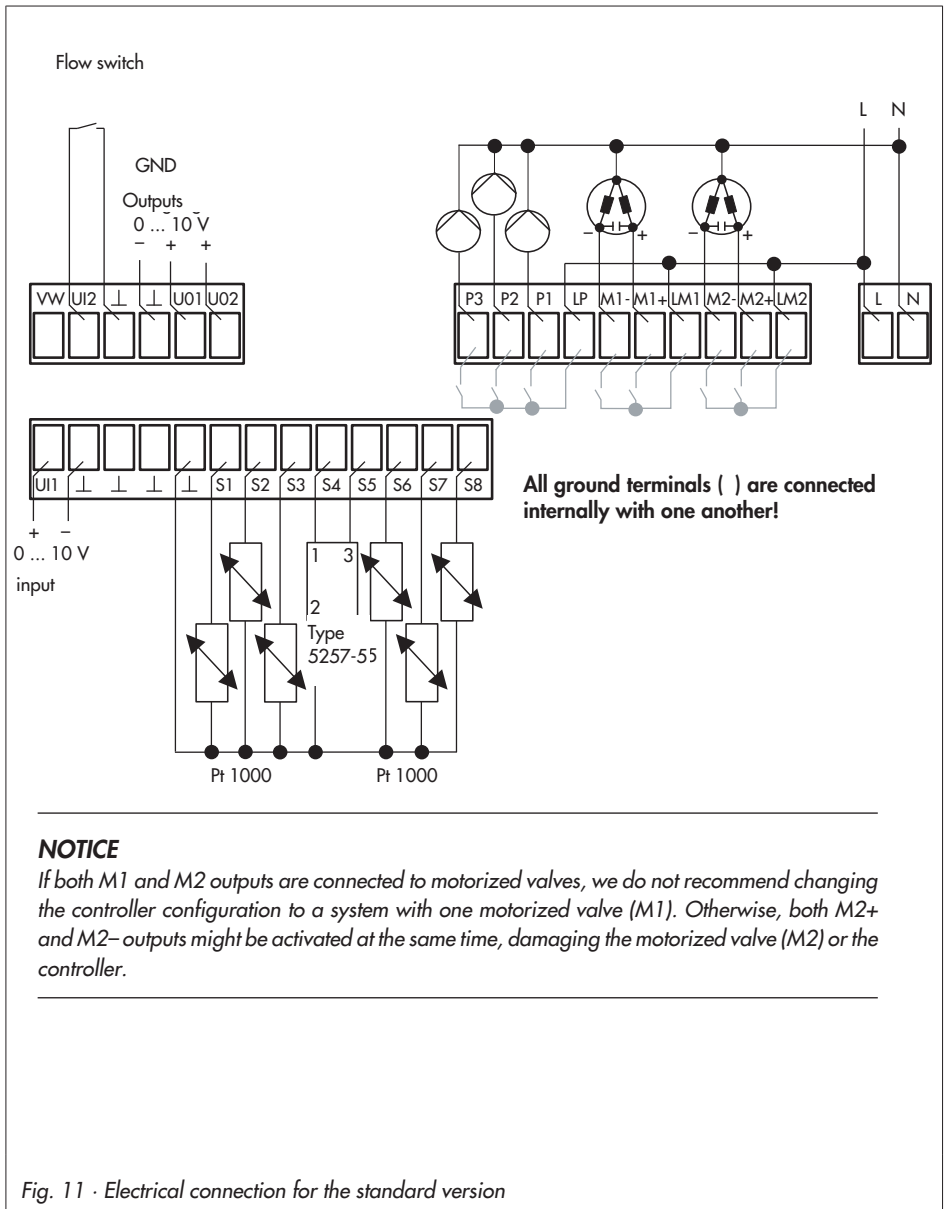 Flow switch
GND
Outputs
0 ... 10 V
− + +
VW UI2 ⊥ ⊥ U01 U02
L N
− + − +
P3 P2 P1 LP M1- M1+ LM1 M2- M2+ LM2
L N
UI1 ⊥ ⊥ ⊥ ⊥ S1 S2 S3 S4 S5 S6 S7 S8
+ −
0 ... 10 V
input
1 3
2
Type
5257-55
Pt 1000 Pt 1000
All ground terminals ( ) are connected
internally with one another!
NOTICE
If both M1 and M2 outputs are connected to motorized valves, we do not recommend changing
the controller configuration to a system with one motorized valve (M1). Otherwise, both M2+
and M2– outputs might be activated at the same time, damaging the motorized valve (M2) or the
controller.
Fig. 11 · Electrical connection for the standard version